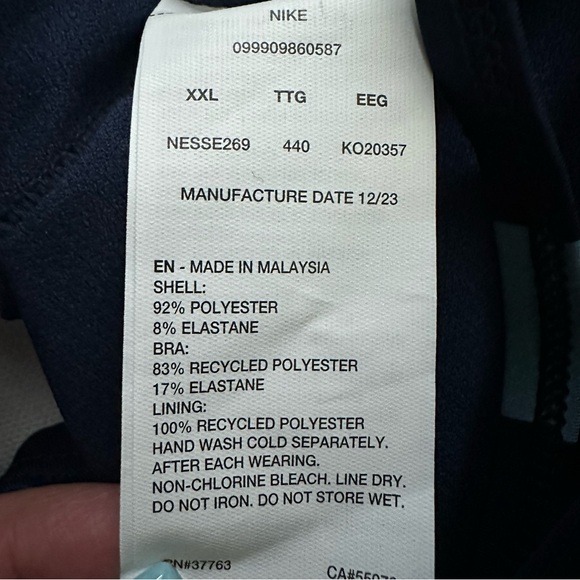 NIKE
099909860587
XXL TTG EEG
NESSE269 440 KO20357
MANUFACTURE DATE 12/23
EN - MADE IN MALAYSIA
SHELL:
92% POLYESTER
8% ELASTANE
BRA:
83% RECYCLED POLYESTER
17% ELASTANE
LINING:
100% RECYCLED POLYESTER
HAND WASH COLD SEPARATELY.
AFTER EACH WEARING.
NON-CHLORINE BLEACH. LINE DRY.
DO NOT IRON. DO NOT STORE WET.
RN#37763